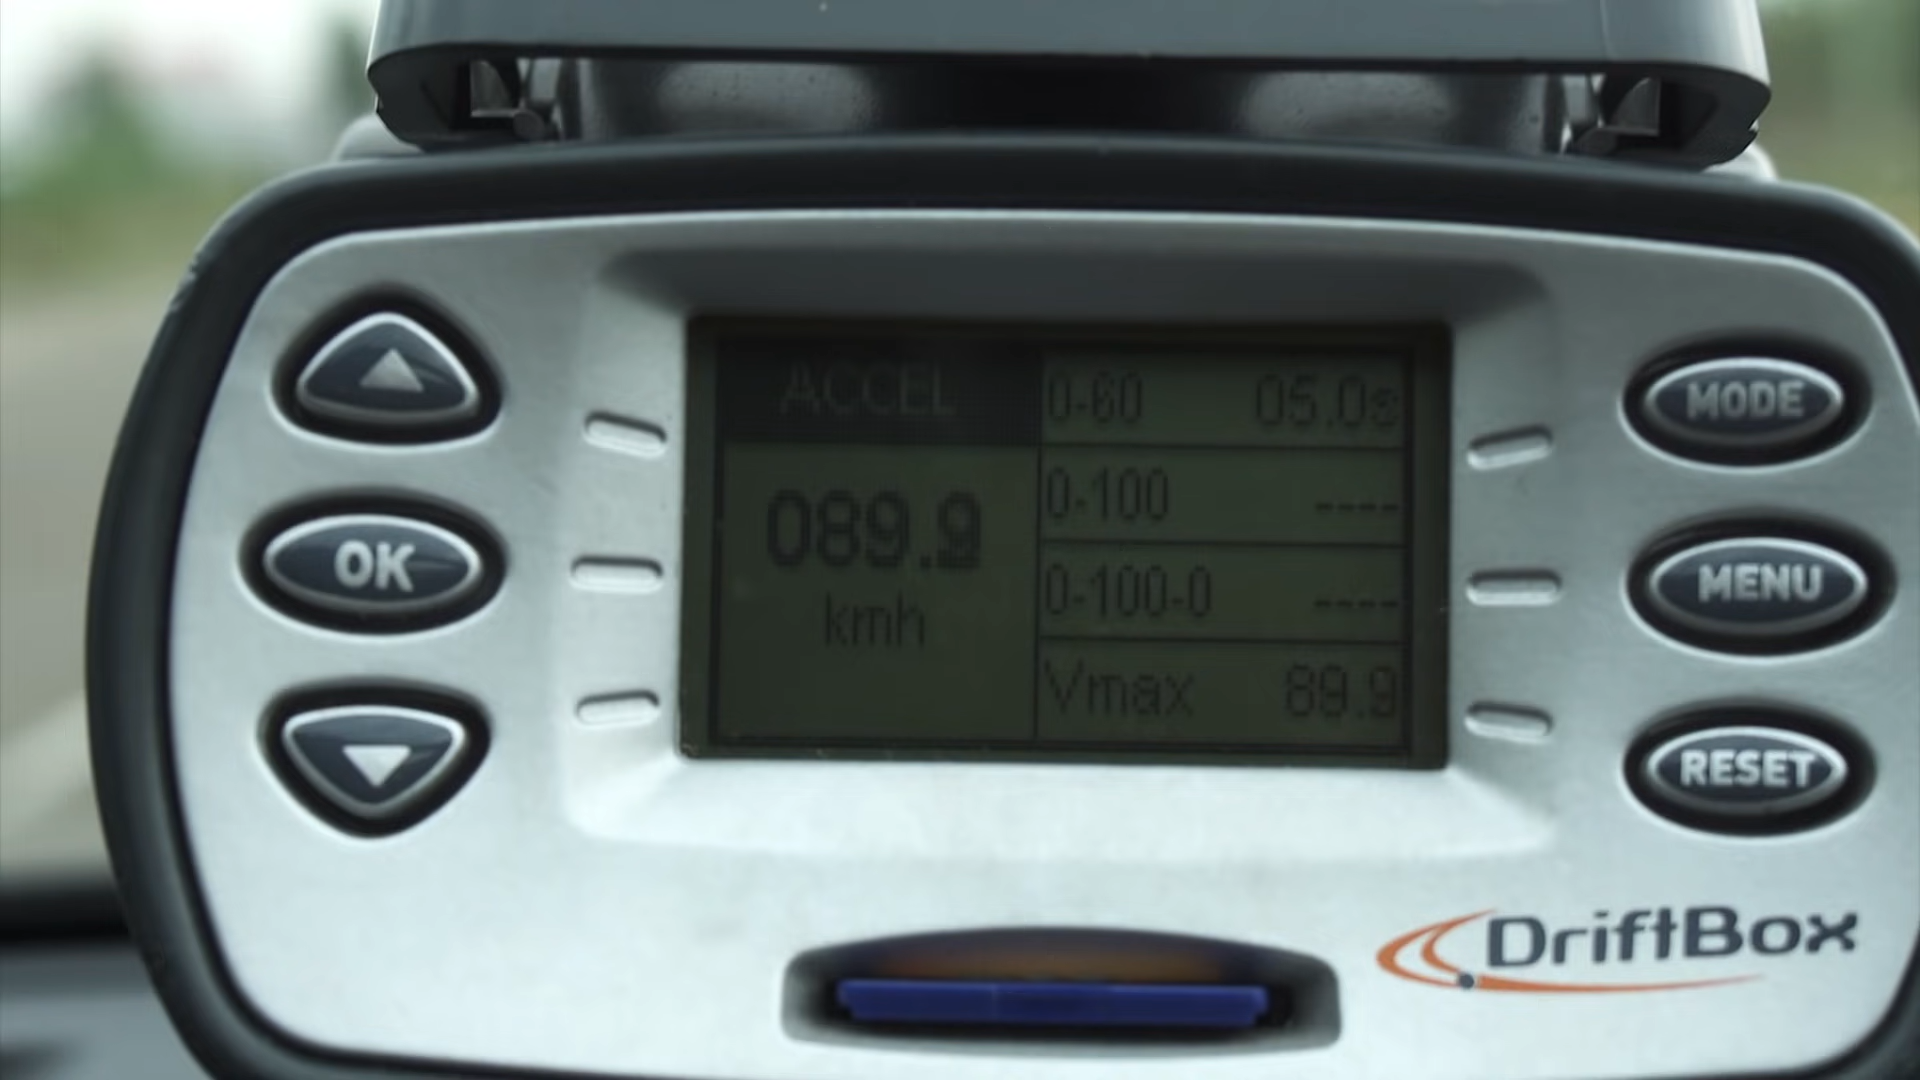 ACCEL
089.9
kmh
0-60 05.0s
0-100 ----
0-100-0 ----
Vmax 89.9
OK
MODE
MENU
RESET
DriftBox